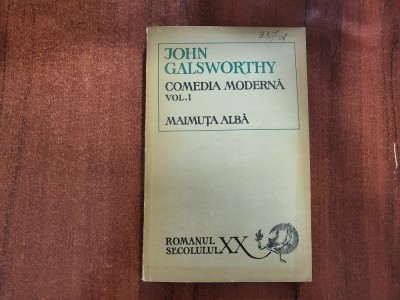 JOHN
GALSWORTHY
COMEDIA MODERNĂ
VOL.I
MAIMUȚA ALBĂ
ROMANUL
SECOLULUI XX